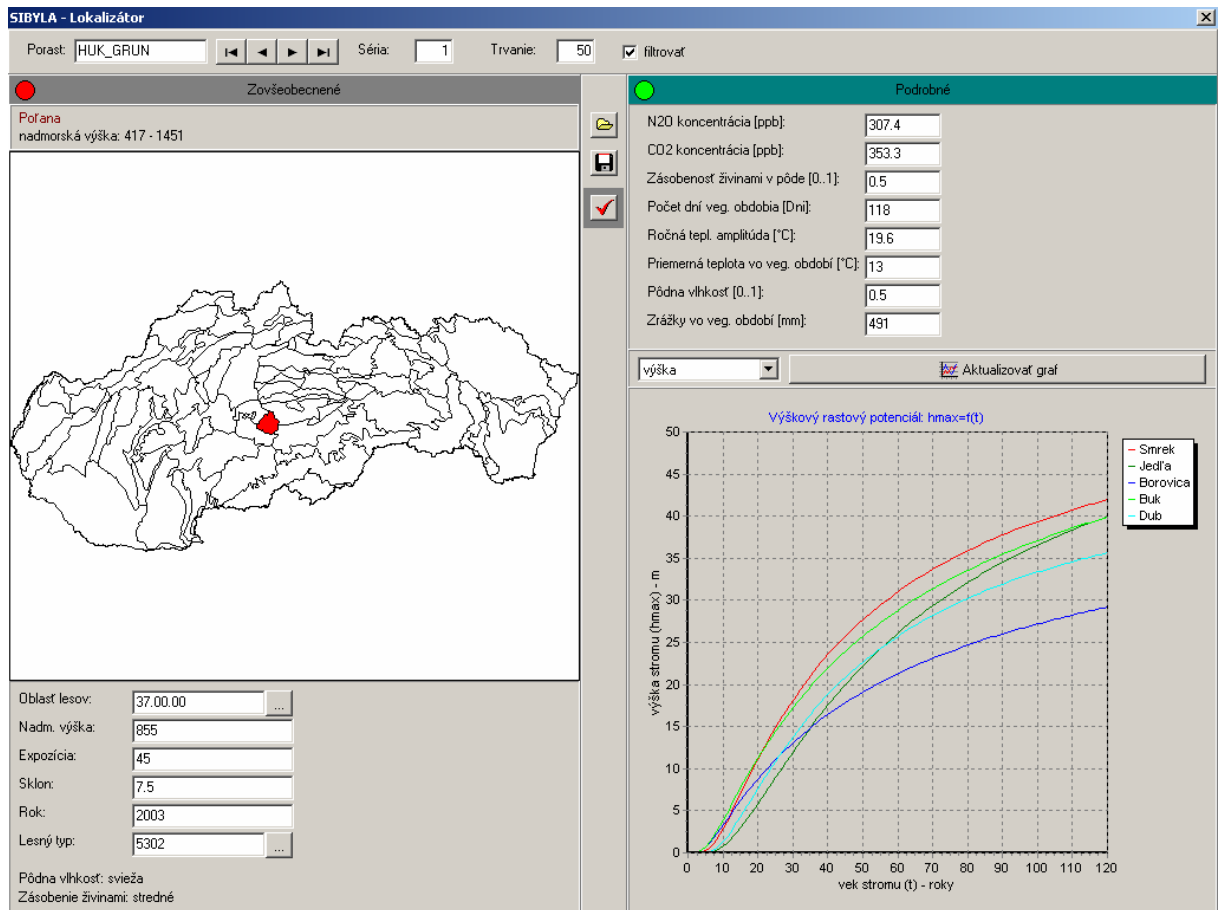 SIBYLA - Lokalizátor
Porast: HUK_GRUN Séria: 1 Trvanie: 50 filtrovať
Zovšeobecnené
Poľana
nadmorská výška: 417 - 1451
Oblasť lesov: 37.00.00 ...
Nadm. výška: 855
Expozícia: 45
Sklon: 7.5
Rok: 2003
Lesný typ: 5302 ...
Pôdna vlhkosť: svieža
Zásobenie živinami: stredné
Podrobné
N2O koncentrácia [ppb]: 307.4
CO2 koncentrácia [ppb]: 353.3
Zásobenosť živinami v pôde [0..1]: 0.5
Počet dní veg. obdobia [Dni]: 118
Ročná tepl. amplitúda [°C]: 19.6
Priemerná teplota vo veg. období [°C]: 13
Pôdna vlhkosť [0..1]: 0.5
Zrážky vo veg. období [mm]: 491
výška Aktualizovať graf
Výškový rastový potenciál: hmax=f(t)
výška stromu (hmax) - m
50
45
40
35
30
25
20
15
10
5
0
0 10 20 30 40 50 60 70 80 90 100 110 120
vek stromu (t) - roky
Smrek
Jedľa
Borovica
Buk
Dub